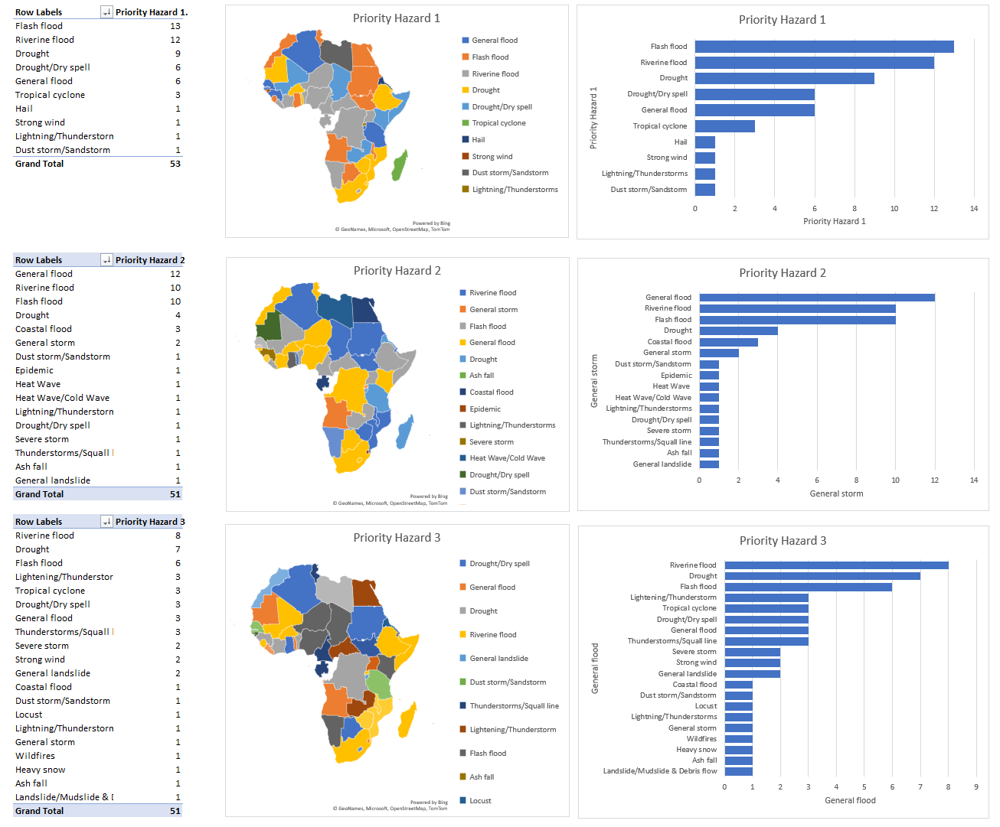 Row Labels Priority Hazard 1.
Flash flood 13
Riverine flood 12
Drought 9
Drought/Dry spell 6
General flood 6
Tropical cyclone 3
Hail 1
Strong wind 1
Lightning/Thunderstorn 1
Dust storm/Sandstorm 1
Grand Total 53
Priority Hazard 1
General flood
Flash flood
Riverine flood
Drought
Drought/Dry spell
Tropical cyclone
Hail
Strong wind
Dust storm/Sandstorm
Lightning/Thunderstorms
Powered by Bing
© GeoNames, Microsoft, OpenStreetMap, TomTom
Priority Hazard 1
Priority Hazard 1
Flash flood
Riverine flood
Drought
Drought/Dry spell
General flood
Tropical cyclone
Hail
Strong wind
Lightning/Thunderstorms
Dust storm/Sandstorm
0 2 4 6 8 10 12 14
Priority Hazard 1
Row Labels Priority Hazard 2
General flood 12
Riverine flood 10
Flash flood 10
Drought 4
Coastal flood 3
General storm 2
Dust storm/Sandstorm 1
Epidemic 1
Heat Wave 1
Heat Wave/Cold Wave 1
Lightning/Thunderstorn 1
Drought/Dry spell 1
Severe storm 1
Thunderstorms/Squall l 1
Ash fall 1
General landslide 1
Grand Total 51
Priority Hazard 2
Riverine flood
General storm
Flash flood
General flood
Drought
Ash fall
Coastal flood
Epidemic
Lightning/Thunderstorms
Severe storm
Heat Wave/Cold Wave
Drought/Dry spell
Dust storm/Sandstorm
Powered by Bing
© GeoNames, Microsoft, OpenStreetMap, TomTom
Priority Hazard 2
General storm
General flood
Riverine flood
Flash flood
Drought
Coastal flood
General storm
Dust storm/Sandstorm
Epidemic
Heat Wave
Heat Wave/Cold Wave
Lightning/Thunderstorms
Drought/Dry spell
Severe storm
Thunderstorms/Squall line
Ash fall
General landslide
0 2 4 6 8 10 12 14
General storm
Row Labels Priority Hazard 3
Riverine flood 8
Drought 7
Flash flood 6
Lightening/Thunderstor 3
Tropical cyclone 3
Drought/Dry spell 3
General flood 3
Thunderstorms/Squall l 3
Severe storm 2
Strong wind 2
General landslide 2
Coastal flood 1
Dust storm/Sandstorm 1
Locust 1
Lightning/Thunderstorn 1
General storm 1
Wildfires 1
Heavy snow 1
Ash fall 1
Landslide/Mudslide & [ 1
Grand Total 51
Priority Hazard 3
Drought/Dry spell
General flood
Drought
Riverine flood
General landslide
Dust storm/Sandstorm
Thunderstorms/Squall line
Lightening/Thunderstorm
Flash flood
Ash fall
Locust
Powered by Bing
© GeoNames, Microsoft, OpenStreetMap, TomTom
Priority Hazard 3
General flood
Riverine flood
Drought
Flash flood
Lightening/Thunderstorm
Tropical cyclone
Drought/Dry spell
General flood
Thunderstorms/Squall line
Severe storm
Strong wind
General landslide
Coastal flood
Dust storm/Sandstorm
Locust
Lightning/Thunderstorms
General storm
Wildfires
Heavy snow
Ash fall
Landslide/Mudslide & Debris flow
0 1 2 3 4 5 6 7 8 9
General flood